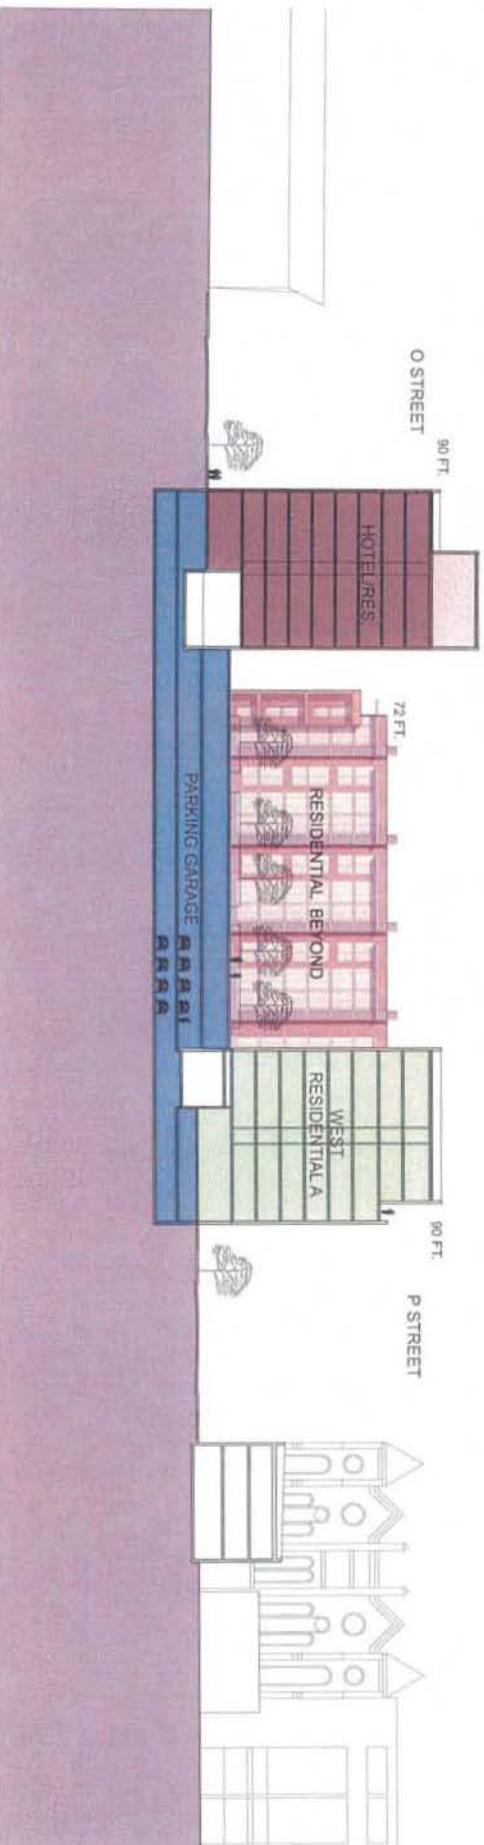 O STREET
90 FT.
HOTEL/RES.
72 FT.
RESIDENTIAL BEYOND
PARKING GARAGE
WEST
RESIDENTIAL A
90 FT.
P STREET